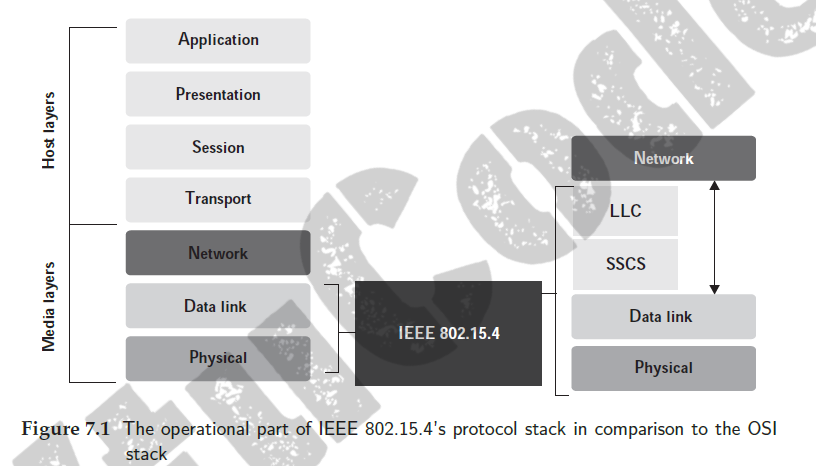 Host layers
Media layers
Application
Presentation
Session
Transport
Network
Data link
Physical
IEEE 802.15.4
Network
LLC
SSCS
Data link
Physical
Figure 7.1 The operational part of IEEE 802.15.4's protocol stack in comparison to the OSI
stack